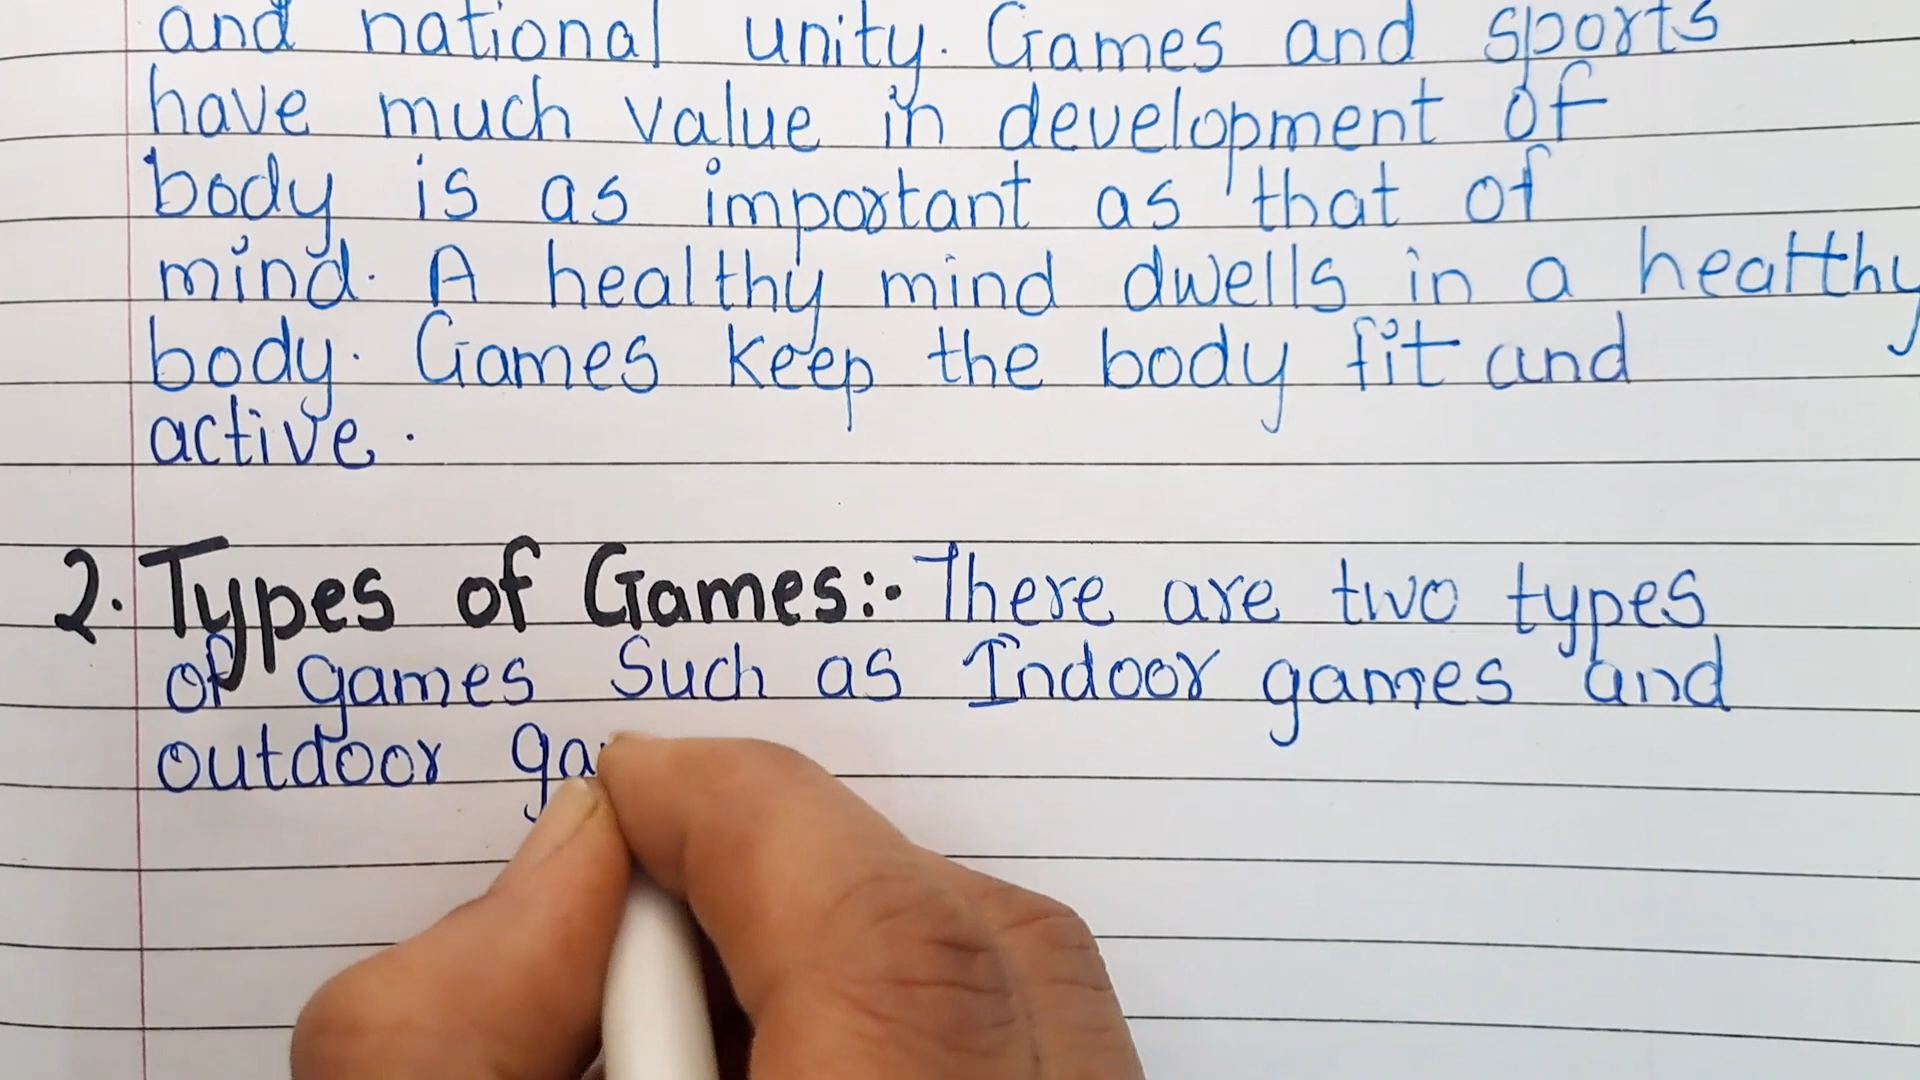 and national unity. Games and sports
have much value in development of
body is as important as that of
mind. A healthy mind dwells in a healthy
body. Games keep the body fit and
active.
2. Types of Games:- There are two types
of games Such as Indoor games and
outdoor ga